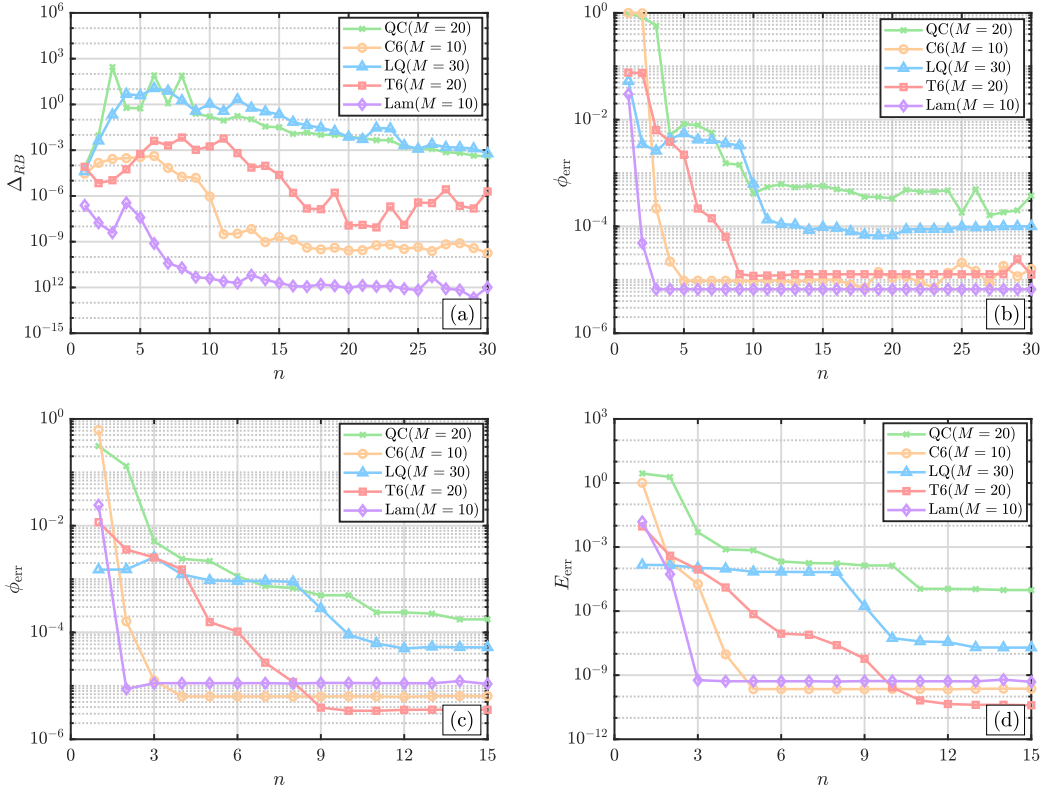 10^6
10^3
10^0
10^-3
10^-6
10^-9
10^-12
10^-15
Δ_RB
QC(M = 20)
C6(M = 10)
LQ(M = 30)
T6(M = 20)
Lam(M = 10)
(a)
0 5 10 15 20 25 30
n
10^0
10^-2
10^-4
10^-6
ϕ_err
QC(M = 20)
C6(M = 10)
LQ(M = 30)
T6(M = 20)
Lam(M = 10)
(b)
0 5 10 15 20 25 30
n
10^0
10^-2
10^-4
10^-6
ϕ_err
QC(M = 20)
C6(M = 10)
LQ(M = 30)
T6(M = 20)
Lam(M = 10)
(c)
0 3 6 9 12 15
n
10^3
10^0
10^-3
10^-6
10^-9
10^-12
E_err
QC(M = 20)
C6(M = 10)
LQ(M = 30)
T6(M = 20)
Lam(M = 10)
(d)
0 3 6 9 12 15
n